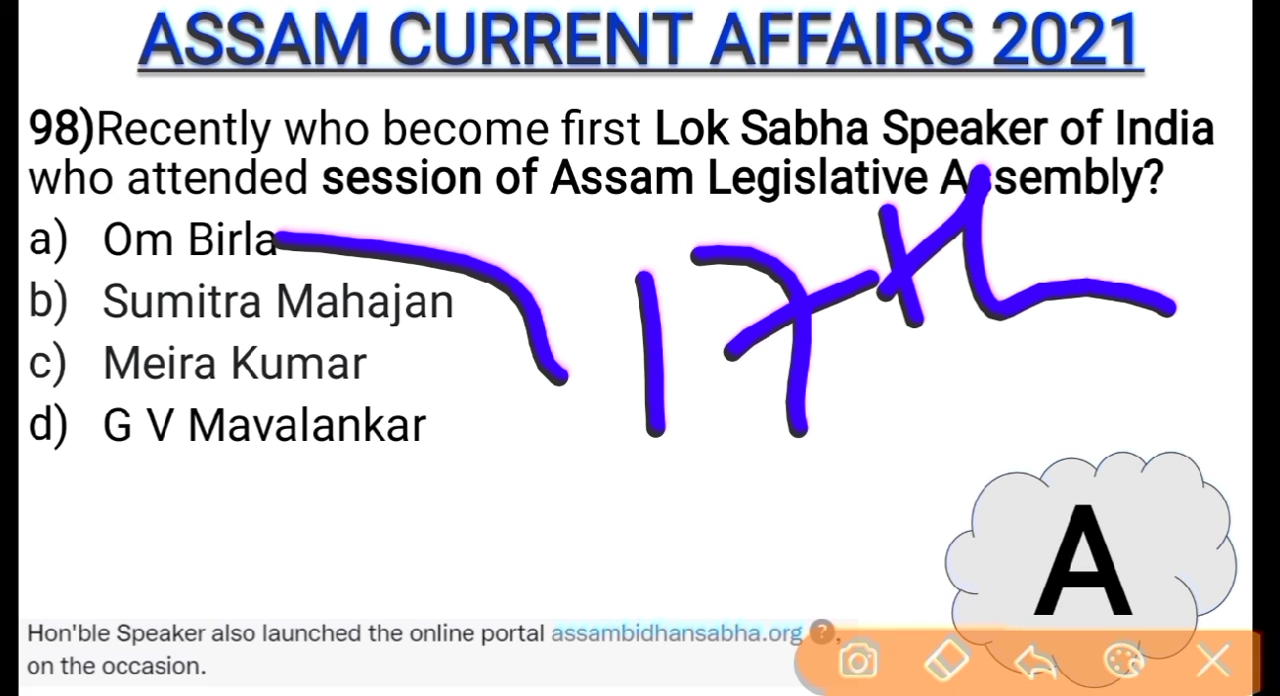 ASSAM CURRENT AFFAIRS 2021
98)Recently who become first Lok Sabha Speaker of India
who attended session of Assam Legislative Assembly?
a) Om Birla
b) Sumitra Mahajan
c) Meira Kumar
d) G V Mavalankar
17th
A
Hon'ble Speaker also launched the online portal assambidhansabha.org ? ,
on the occasion.